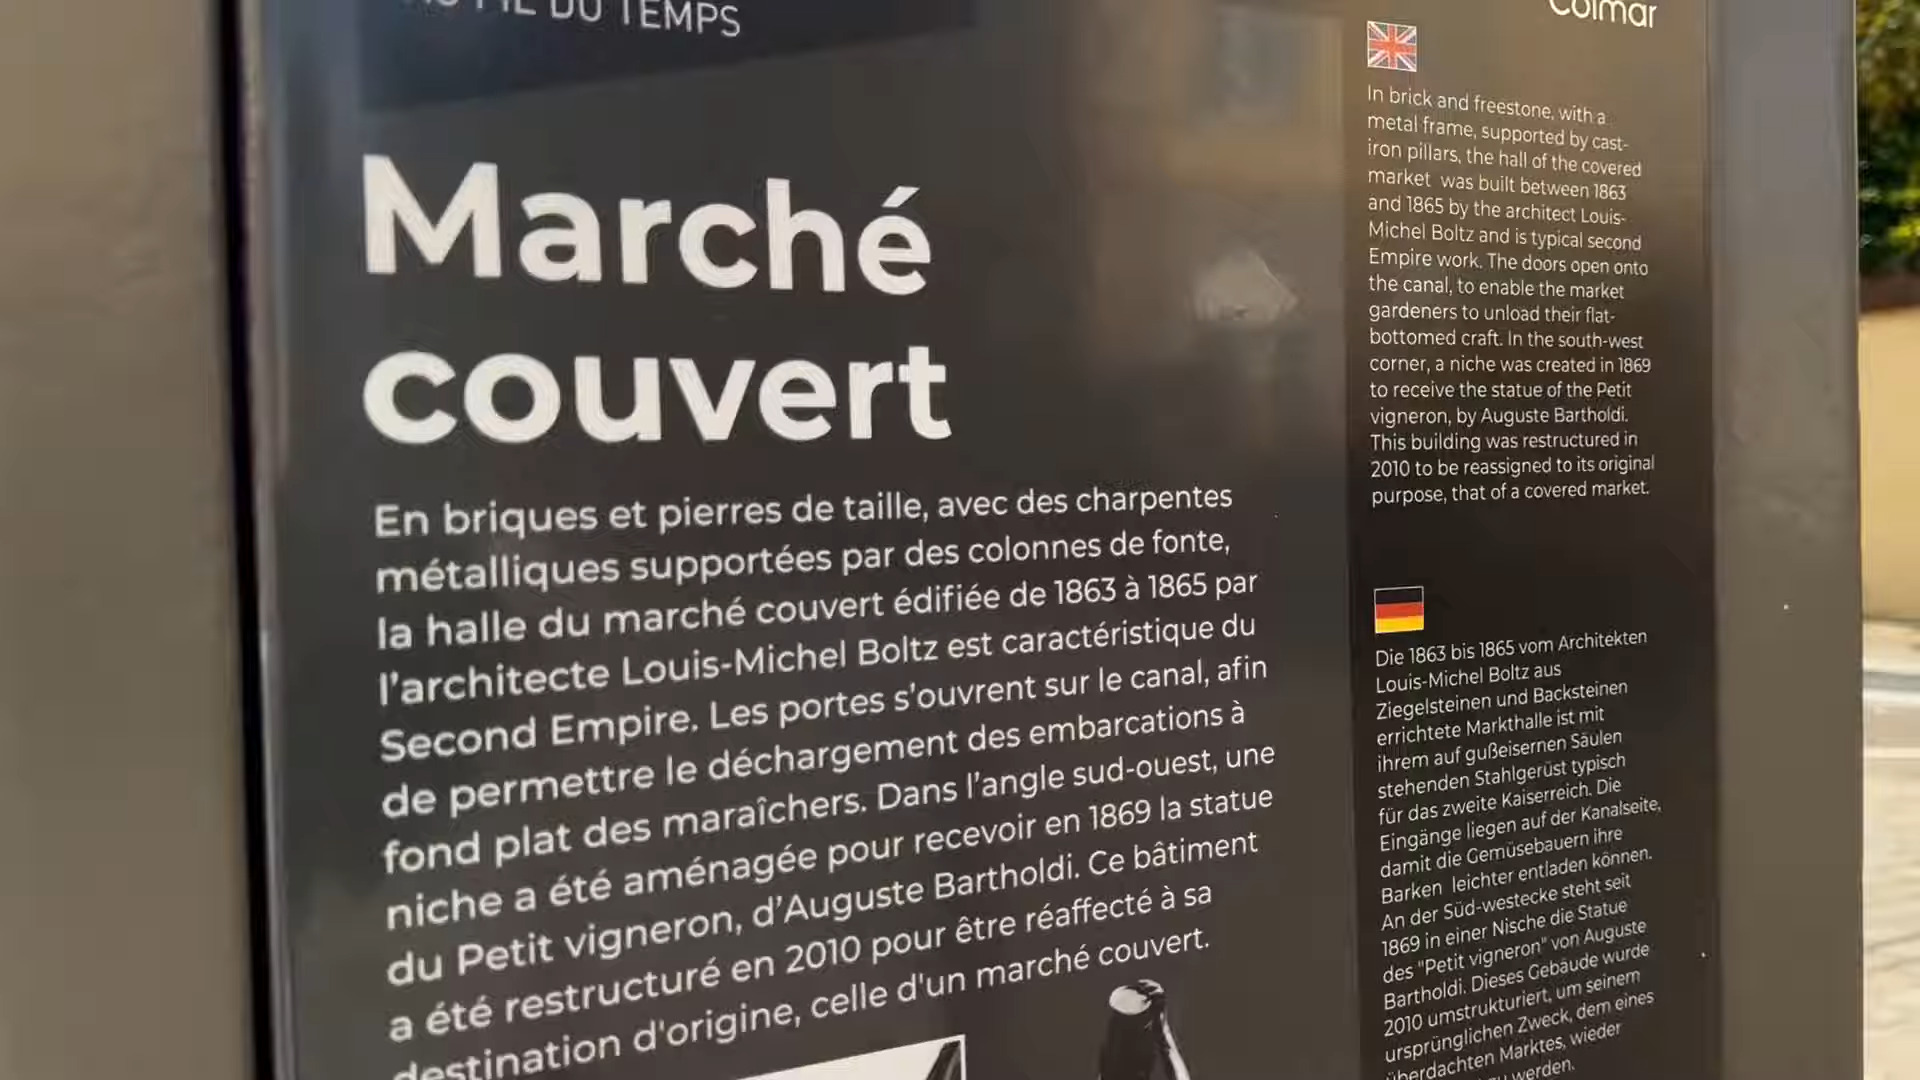 DU TEMPS
Marché
couvert
En briques et pierres de taille, avec des charpentes
métalliques supportées par des colonnes de fonte,
la halle du marché couvert édifiée de 1863 à 1865 par
l'architecte Louis-Michel Boltz est caractéristique du
Second Empire. Les portes s'ouvrent sur le canal, afin
de permettre le déchargement des embarcations à
fond plat des maraîchers. Dans l'angle sud-ouest, une
niche a été aménagée pour recevoir en 1869 la statue
du Petit vigneron, d'Auguste Bartholdi. Ce bâtiment
a été restructuré en 2010 pour être réaffecté à sa
destination d'origine, celle d'un marché couvert.
Colmar
In brick and freestone, with a
metal frame, supported by cast-
iron pillars, the hall of the covered
market was built between 1863
and 1865 by the architect Louis-
Michel Boltz and is typical second
Empire work. The doors open onto
the canal, to enable the market
gardeners to unload their flat-
bottomed craft. In the south-west
corner, a niche was created in 1869
to receive the statue of the Petit
vigneron, by Auguste Bartholdi.
This building was restructured in
2010 to be reassigned to its original
purpose, that of a covered market.
Die 1863 bis 1865 vom Architekten
Louis-Michel Boltz aus
Ziegelsteinen und Backsteinen
errichtete Markthalle ist mit
ihrem auf gußeisernen Säulen
stehenden Stahlgerüst typisch
für das zweite Kaiserreich. Die
Eingänge liegen auf der Kanalseite,
damit die Gemüsebauern ihre
Barken leichter entladen können.
An der Süd-westecke steht seit
1869 in einer Nische die Statue
des "Petit vigneron" von Auguste
Bartholdi. Dieses Gebäude wurde
2010 umstrukturiert, um seinem
ursprünglichen Zweck, dem eines
überdachten Marktes, wieder
werden.